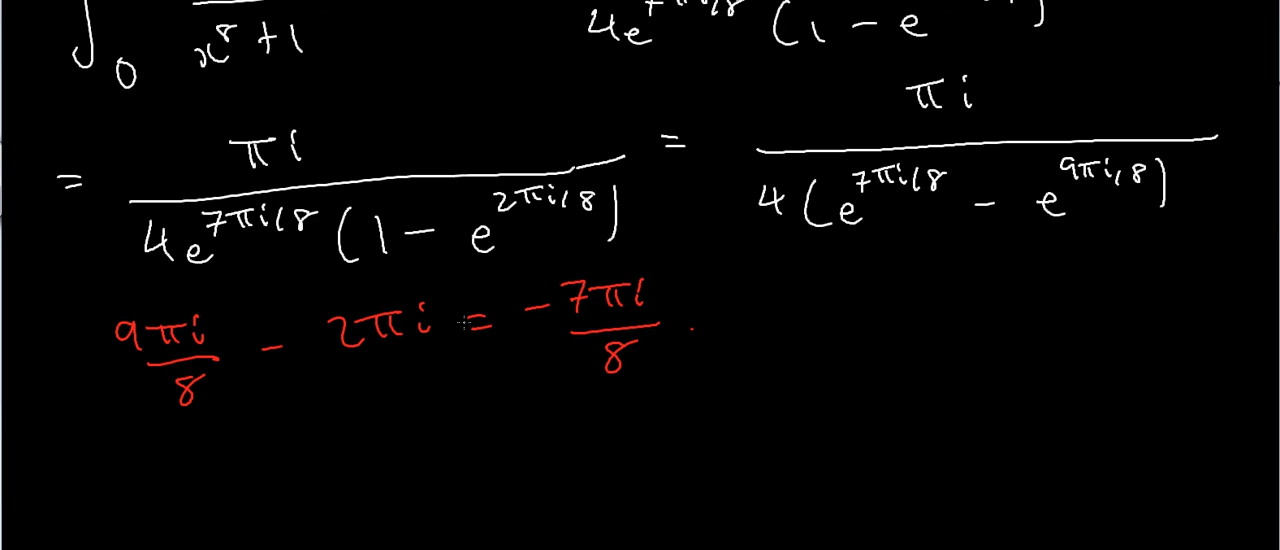 ∫₀ x⁸ + 1 4e^{7πi/8} (1 − e
= πi / 4e^{7πi/8} (1 − e^{2πi/8}) = πi / 4(e^{7πi/8} − e^{9πi/8})
9πi/8 − 2πi = −7πi/8 .